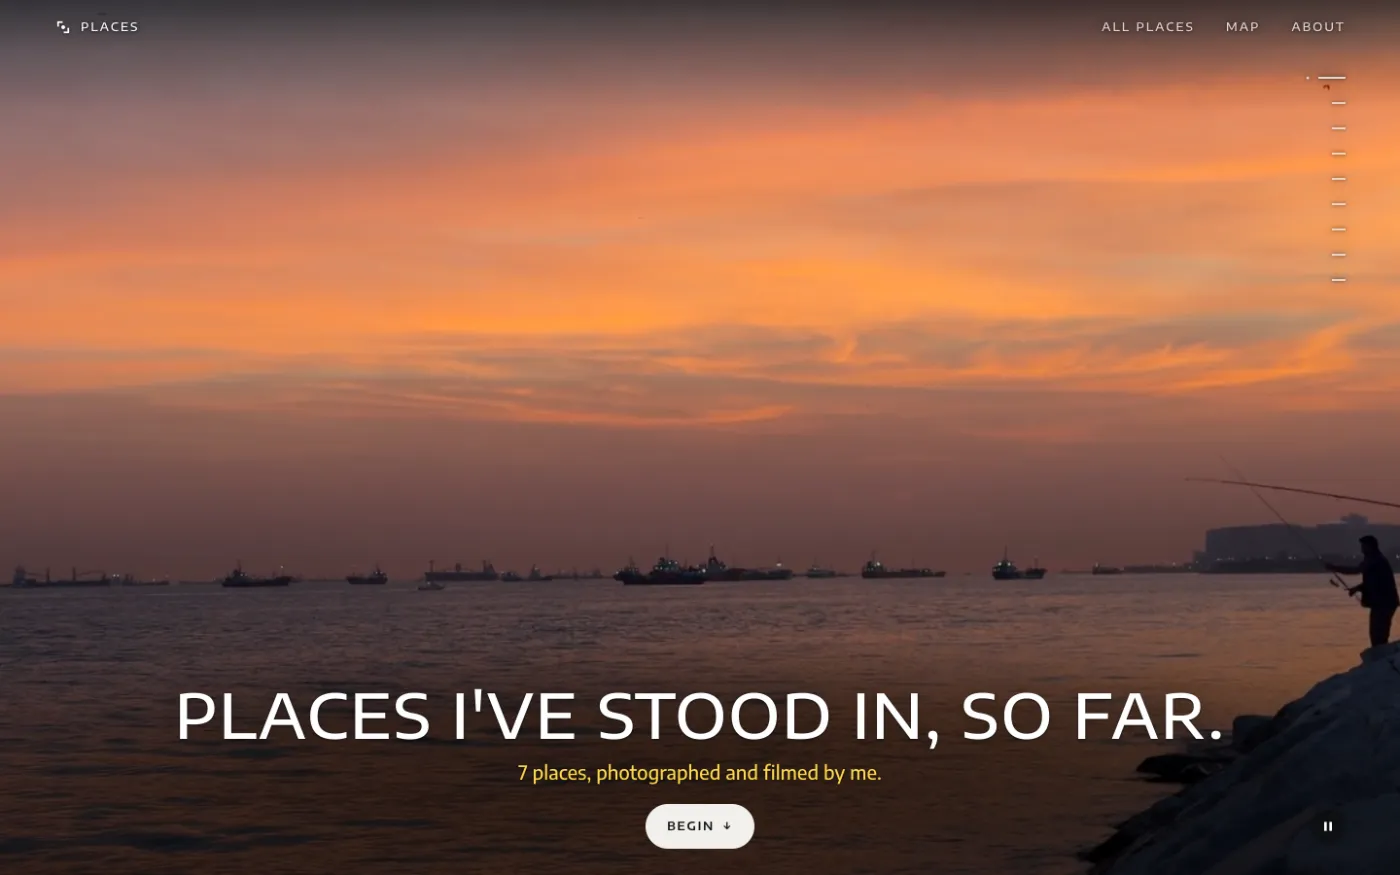 PLACES
ALL PLACES
MAP
ABOUT
PLACES I'VE STOOD IN, SO FAR.
7 places, photographed and filmed by me.
BEGIN ↓